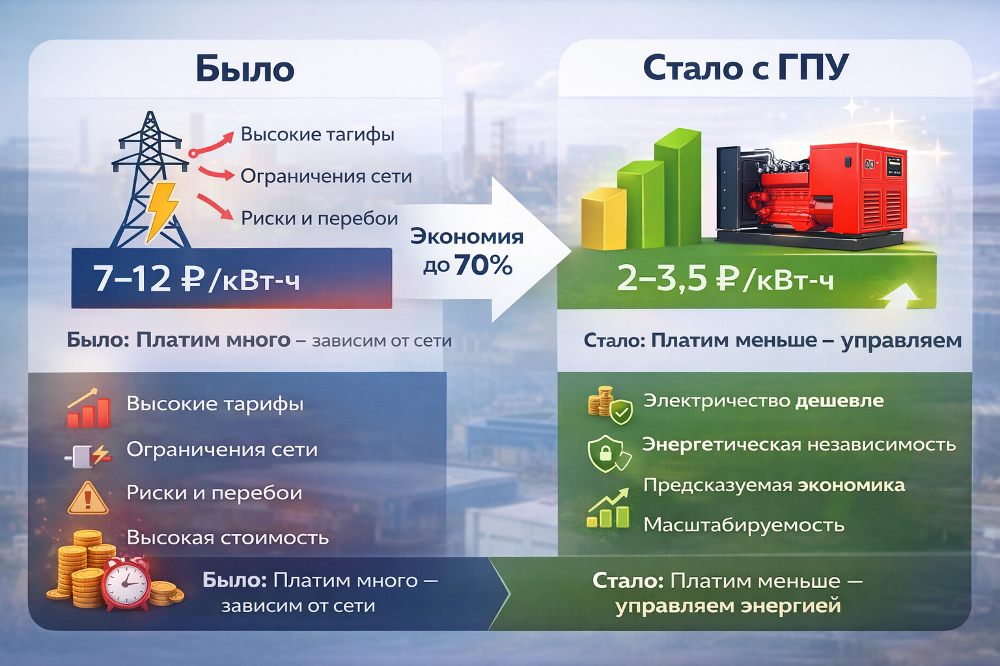 Было
Высокие тагифы
Ограничения сети
Риски и перебои
7–12 ₽/кВт-ч
Было: Платим много – зависим от сети
Высокие тарифы
Ограничения сети
Риски и перебои
Высокая стоимость
Было: Платим много —
зависим от сети
Экономия
до 70%
Стало с ГПУ
2–3,5 ₽/кВт-ч
Стало: Платим меньше – управляем
Электричество дешевле
Энергетическая независимость
Предсказуемая экономика
Масштабируемость
Стало: Платим меньше —
управляем энергией